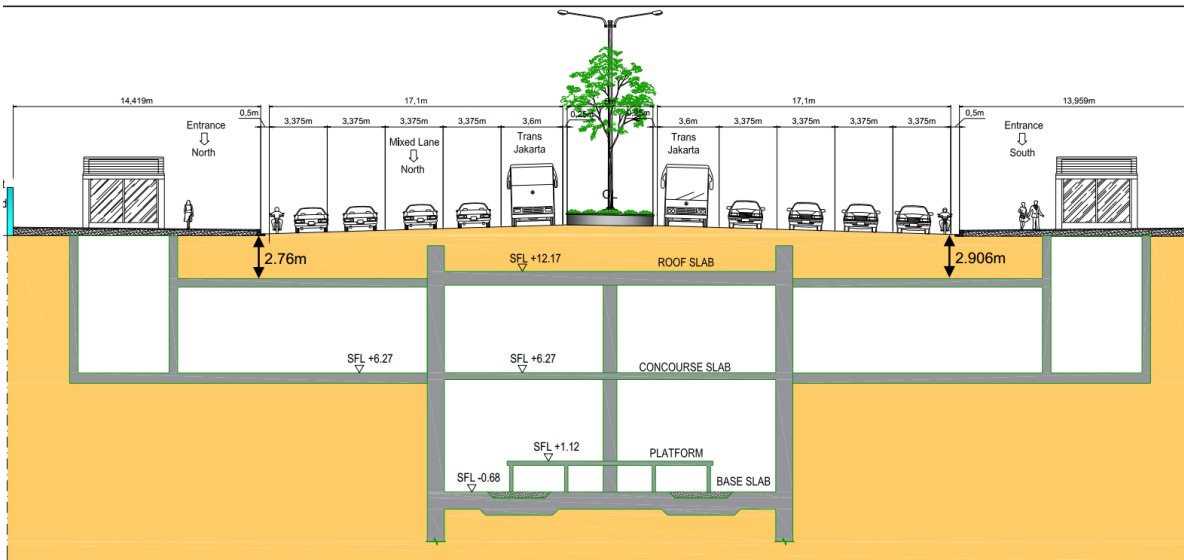 14,419m
17,1m
17,1m
13,959m
0,5m
3,375m
3,375m
3,375m
3,375m
3,6m
0,25m
3,6m
3,375m
3,375m
3,375m
3,375m
0,5m
Entrance
North
Mixed Lane
North
Trans
Jakarta
Trans
Jakarta
Entrance
South
CL
2.76m
SFL +12.17
ROOF SLAB
2.906m
SFL +6.27
SFL +6.27
CONCOURSE SLAB
SFL +1.12
PLATFORM
SFL -0.68
BASE SLAB